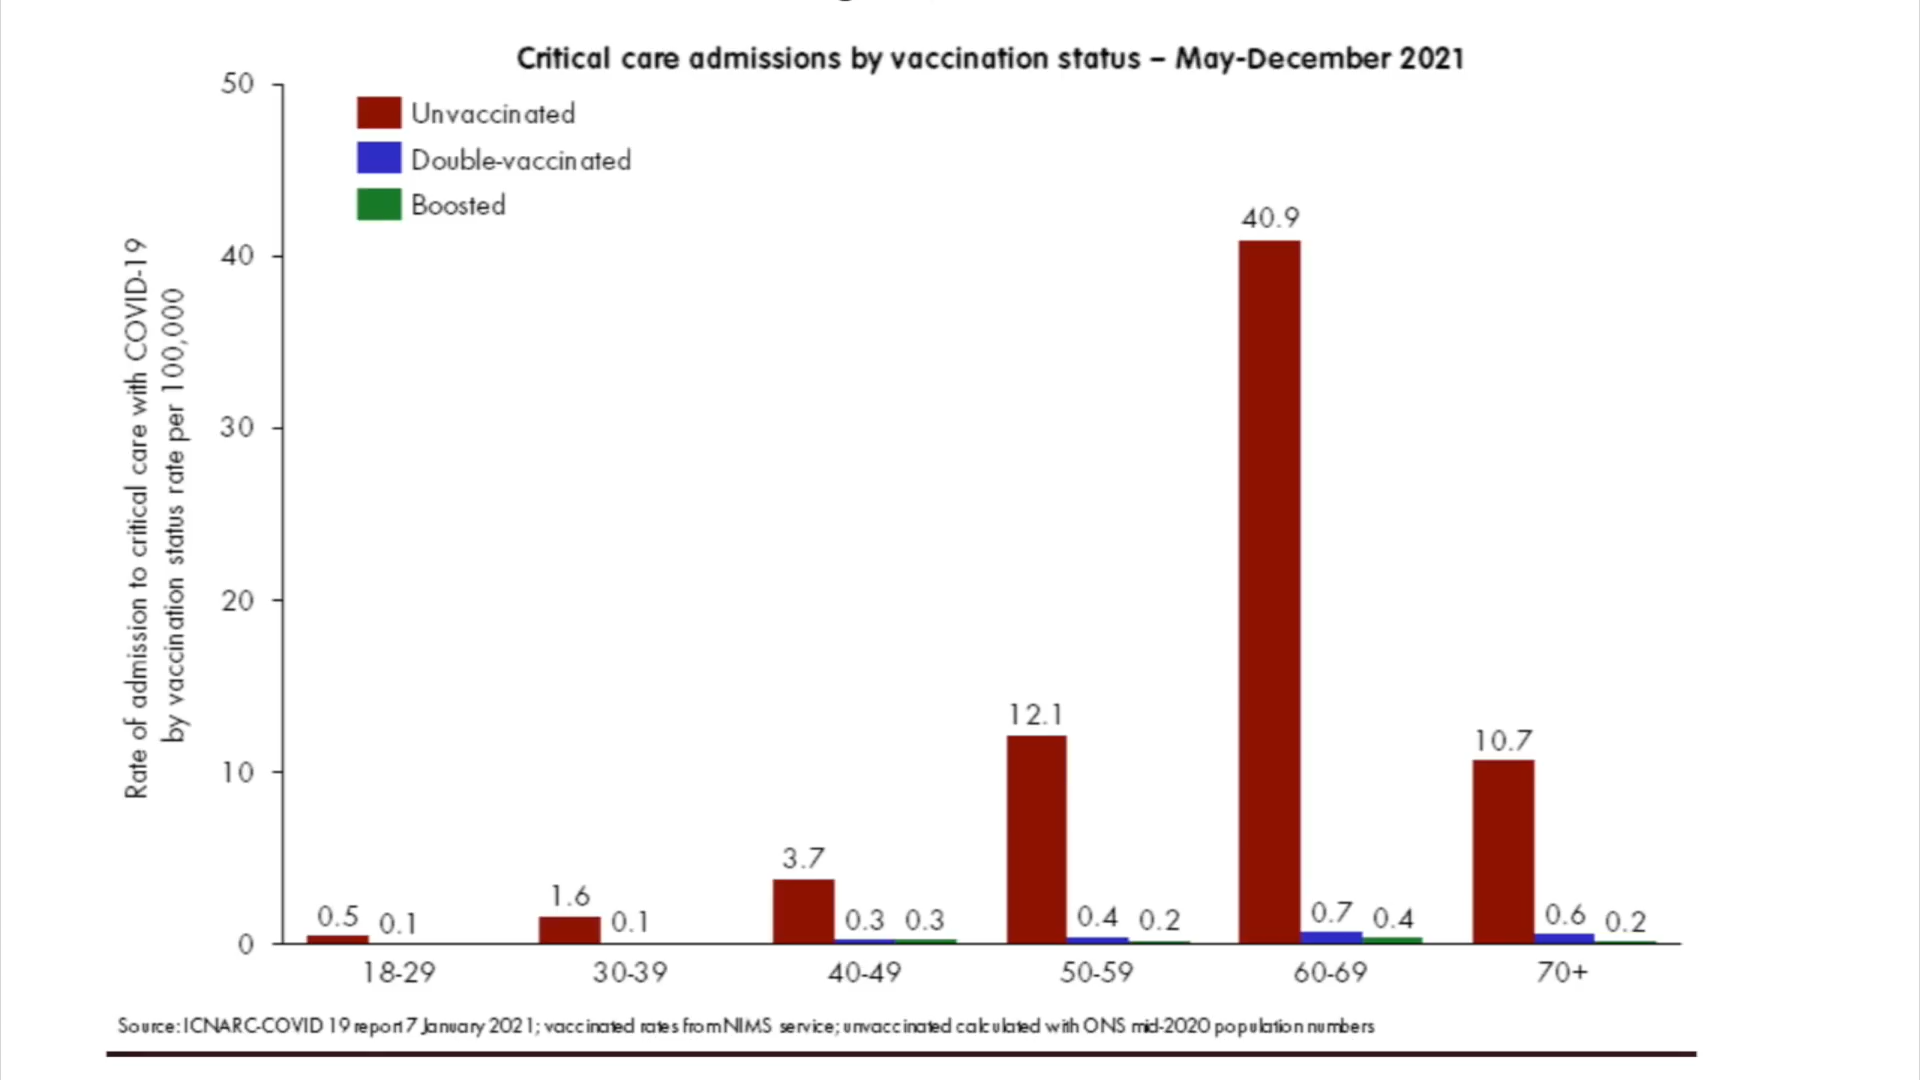 Critical care admissions by vaccination status – May-December 2021
50
40
30
20
10
0
Rate of admission to critical care with COVID-19
by vaccination status rate per 100,000
Unvaccinated
Double-vaccinated
Boosted
0.5 0.1
1.6 0.1
3.7 0.3 0.3
12.1 0.4 0.2
40.9 0.7 0.4
10.7 0.6 0.2
18-29 30-39 40-49 50-59 60-69 70+
Source: ICNARC-COVID 19 report 7 January 2021; vaccinated rates from NIMS service; unvaccinated calculated with ONS mid-2020 population numbers